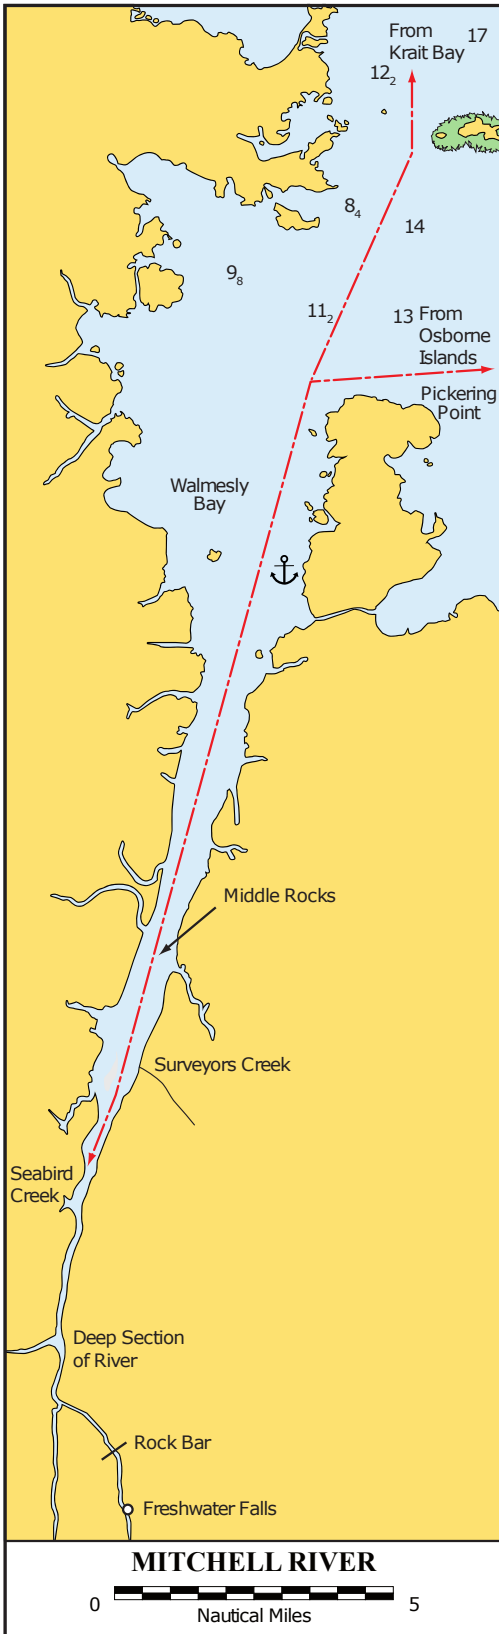 From
Krait Bay
17
12₂
8₄
14
9₈
11₂
13
From
Osborne
Islands
Pickering
Point
Walmesly
Bay
Middle Rocks
Surveyors Creek
Seabird
Creek
Deep Section
of River
Rock Bar
Freshwater Falls
MITCHELL RIVER
0 5
Nautical Miles